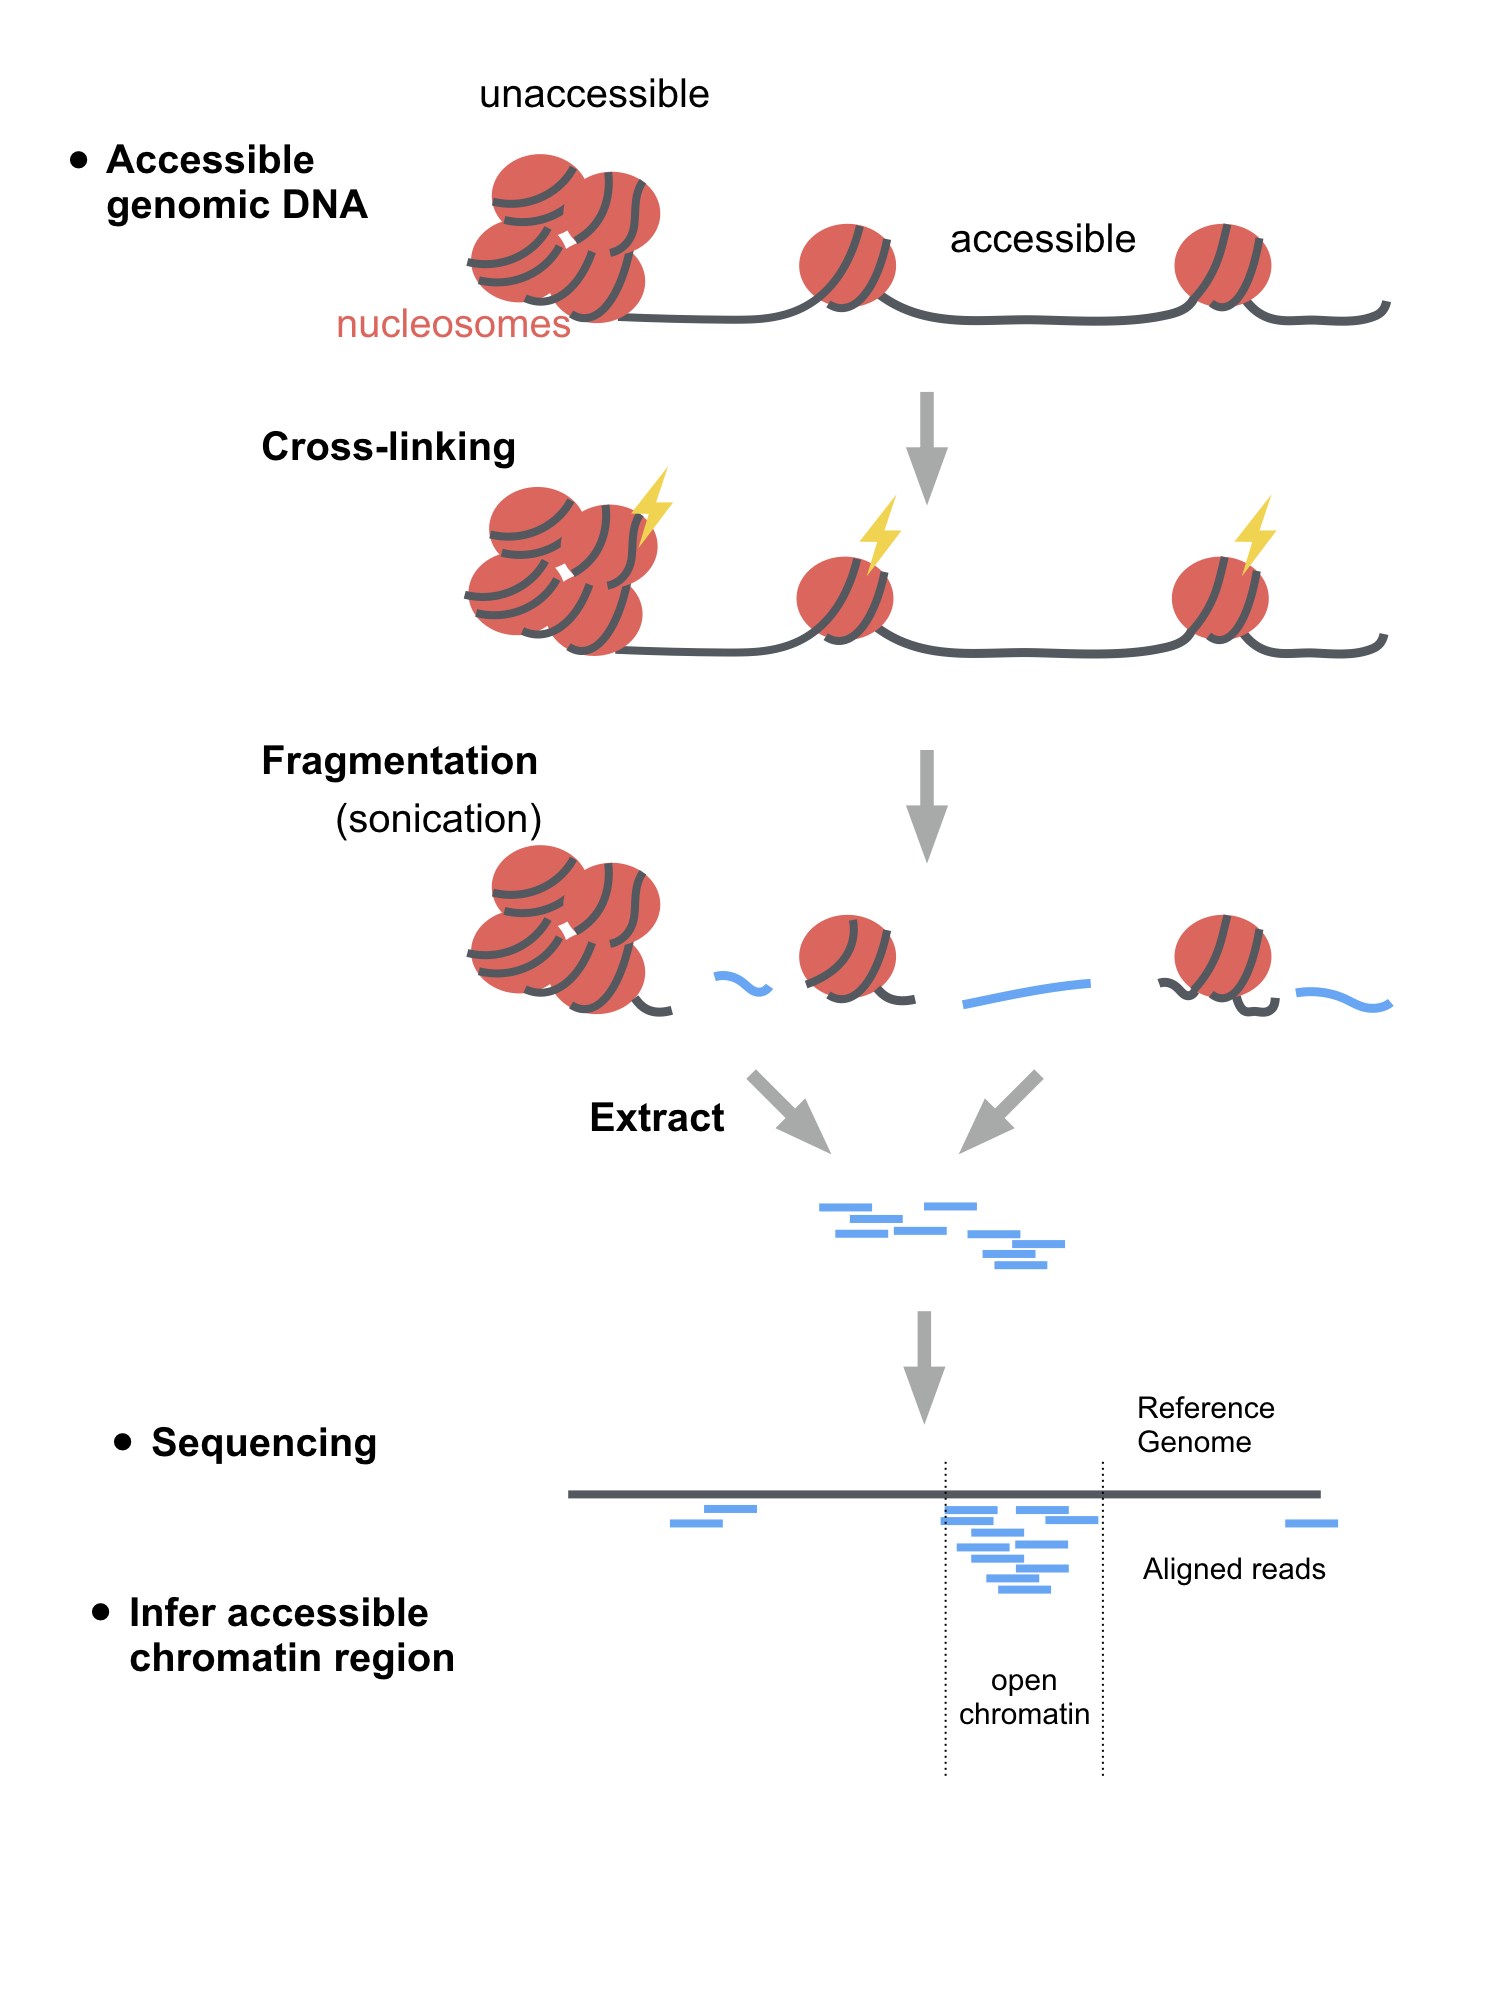 unaccessible
• Accessible
genomic DNA
accessible
nucleosomes
Cross-linking
Fragmentation
(sonication)
Extract
Reference
Genome
• Sequencing
Aligned reads
• Infer accessible
chromatin region
open
chromatin